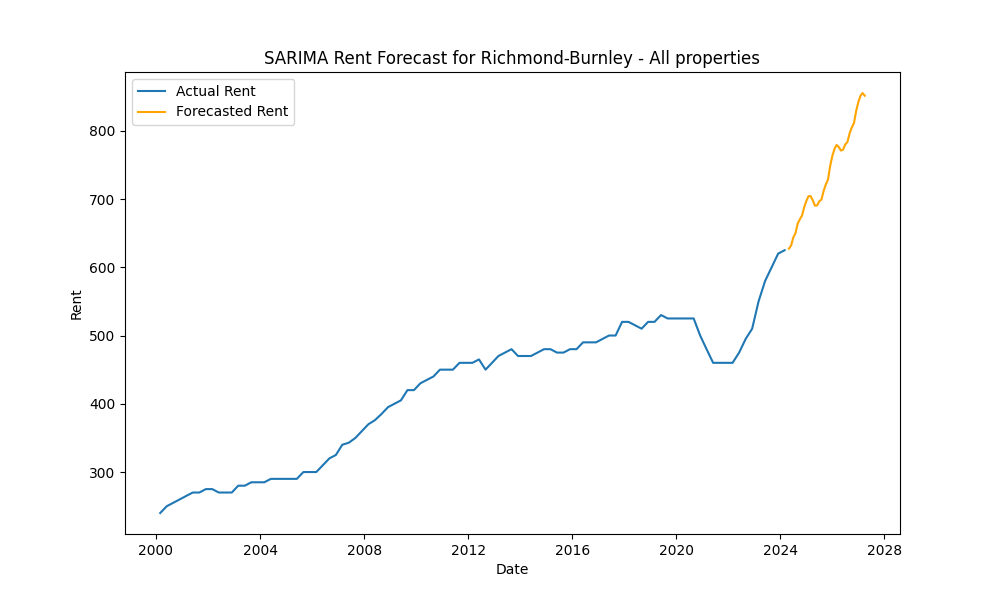 SARIMA Rent Forecast for Richmond-Burnley - All properties
Actual Rent
Forecasted Rent
800
700
600
500
400
300
Rent
2000 2004 2008 2012 2016 2020 2024 2028
Date